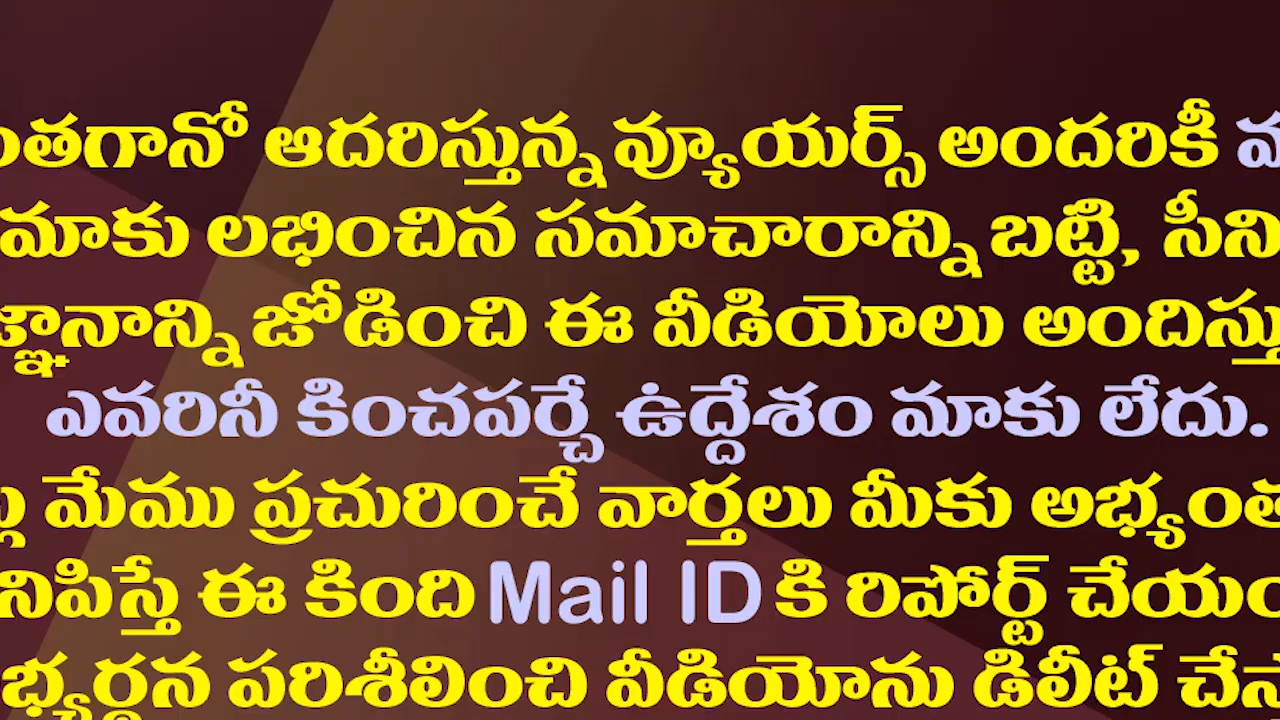 ఆదరిస్తున్న వ్యూయర్స్ అందరికీ
మాకు లభించిన సమాచారాన్ని బట్టి,
జోడించి ఈ వీడియోలు
ఎవరినీ కించపర్చే ఉద్దేశం మాకు లేదు.
మేము ప్రచురించే వార్తలు మీకు
ఈ కింది Mail ID కి రిపోర్ట్
పరిశీలించి వీడియోను డిలీట్